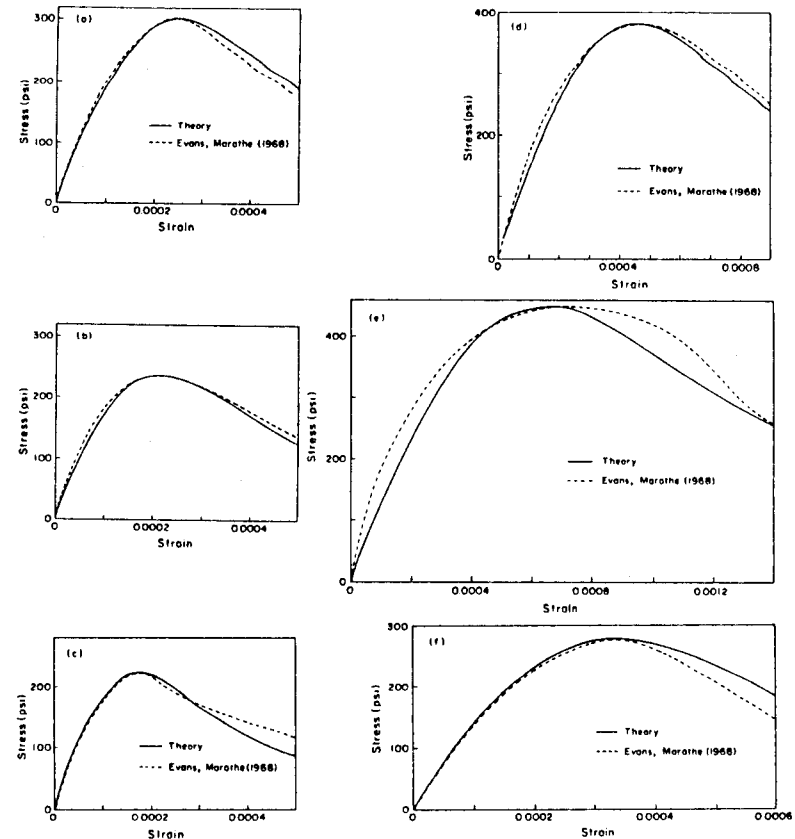 (a)
300
200
100
0
Stress (psi)
Theory
Evans, Marathe (1968)
0 0.0002 0.0004
Strain
(d)
400
200
0
Stress (psi)
Theory
Evans, Marathe (1968)
0 0.0004 0.0008
Strain
(b)
300
200
100
0
Stress (psi)
0 0.0002 0.0004
Strain
(e)
400
200
0
Stress (psi)
Theory
Evans, Marathe (1968)
0 0.0004 0.0008 0.0012
Strain
(c)
200
100
0
Stress (psi)
Theory
Evans, Marathe (1968)
0 0.0002 0.0004
Strain
(f)
300
200
100
0
Stress (psi)
Theory
Evans, Marathe (1968)
0 0.0002 0.0004 0.0006
Strain